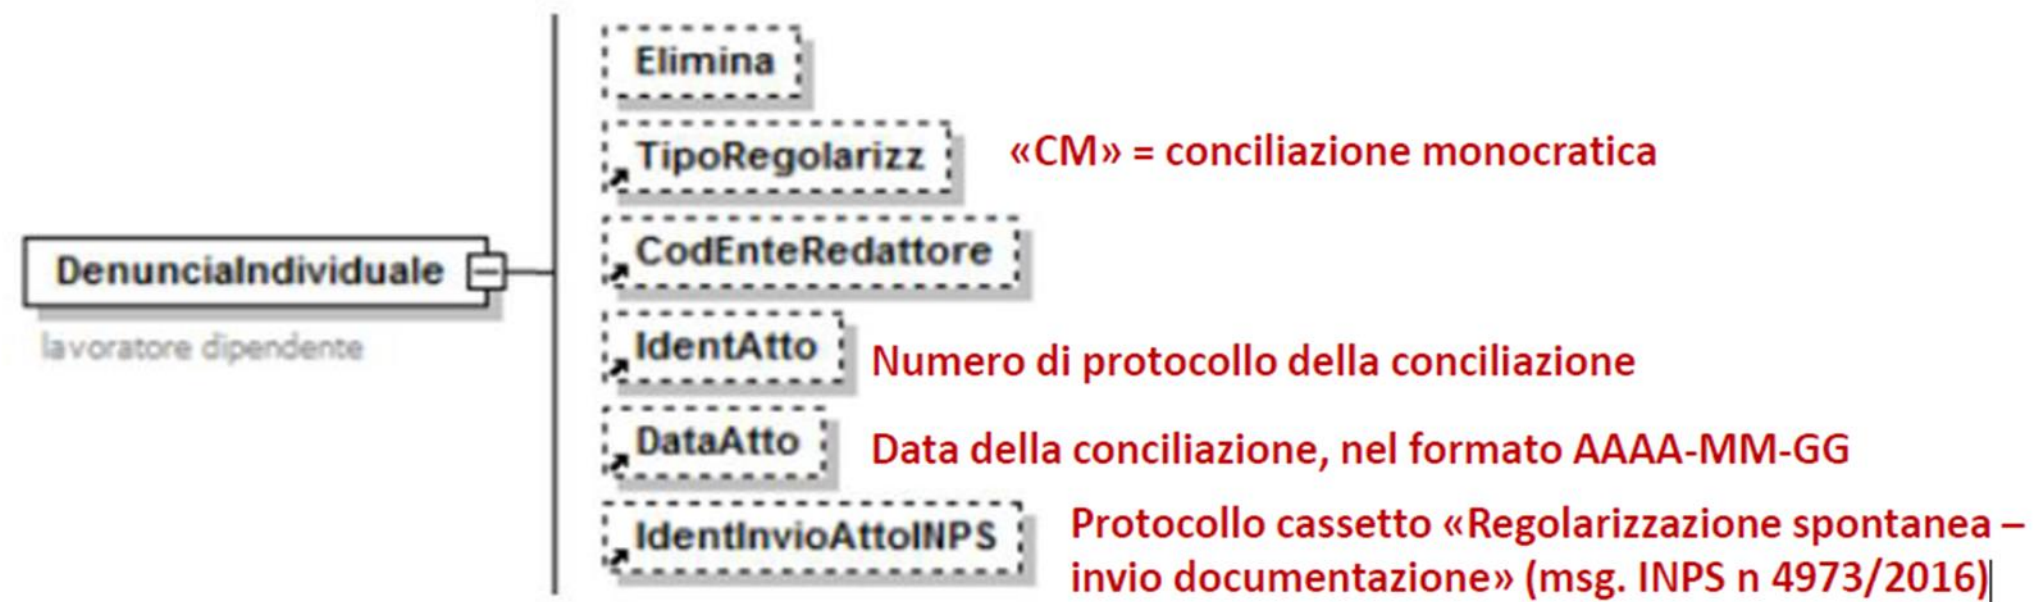 Elimina
TipoRegolarizz
«CM» = conciliazione monocratica
CodEnteRedattore
DenunciaIndividuale
lavoratore dipendente
IdentAtto
Numero di protocollo della conciliazione
DataAtto
Data della conciliazione, nel formato AAAA-MM-GG
IdentInvioAttoINPS
Protocollo cassetto «Regolarizzazione spontanea –
invio documentazione» (msg. INPS n 4973/2016)